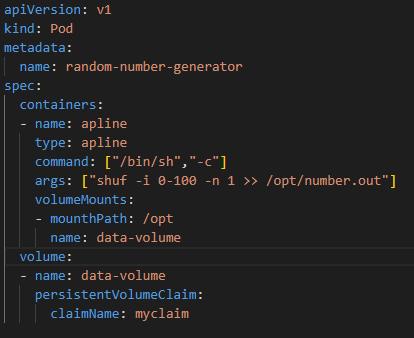 apiVersion: v1
kind: Pod
metadata:
  name: random-number-generator
spec:
  containers:
  - name: apline
    type: apline
    command: ["/bin/sh","-c"]
    args: ["shuf -i 0-100 -n 1 >> /opt/number.out"]
    volumeMounts:
    - mounthPath: /opt
      name: data-volume
  volume:
  - name: data-volume
    persistentVolumeClaim:
      claimName: myclaim